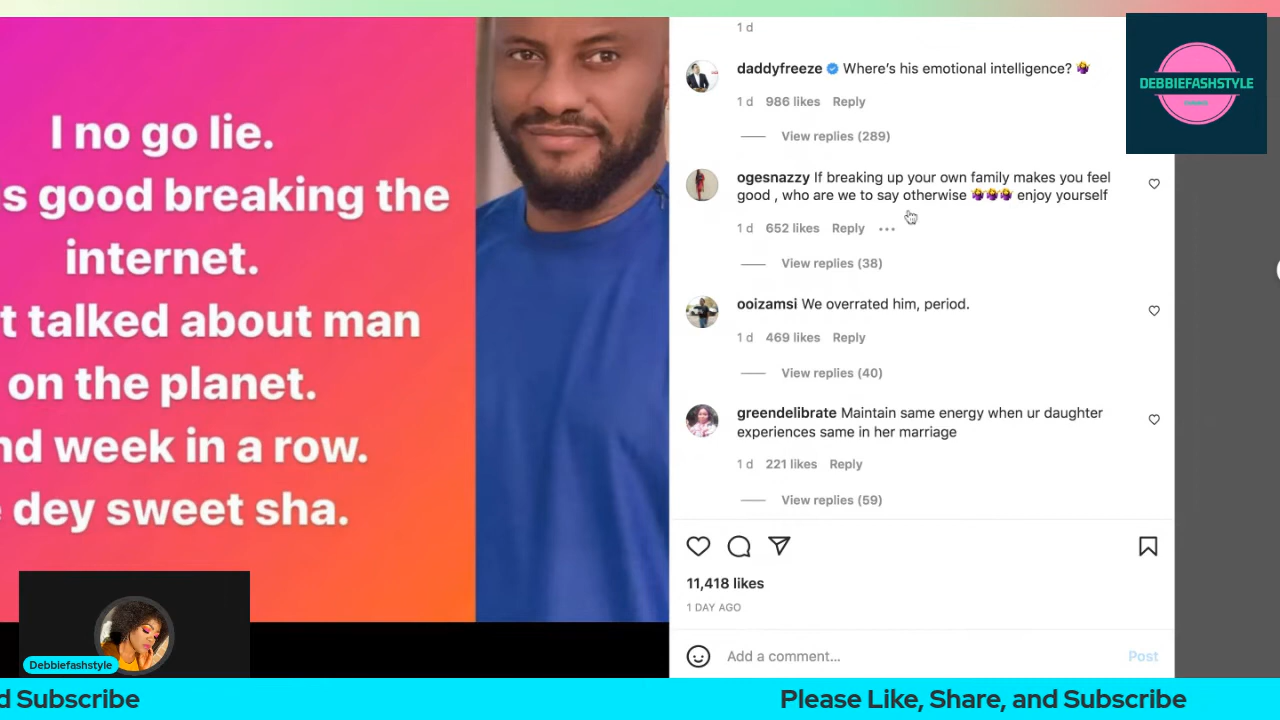 I no go lie.
s good breaking the
internet.
t talked about man
on the planet.
nd week in a row.
dey sweet sha.
1 d
daddyfreeze Where's his emotional intelligence? 🤷‍♀️
1 d 986 likes Reply
View replies (289)
ogesnazzy If breaking up your own family makes you feel
good , who are we to say otherwise 🤷‍♀️🤷‍♀️🤷‍♀️ enjoy yourself
1 d 652 likes Reply
View replies (38)
ooizamsi We overrated him, period.
1 d 469 likes Reply
View replies (40)
greendelibrate Maintain same energy when ur daughter
experiences same in her marriage
1 d 221 likes Reply
View replies (59)
11,418 likes
1 DAY AGO
Add a comment...
Post
DEBBIEFASHSTYLE
Debbiefashstyle
d Subscribe
Please Like, Share, and Subscribe